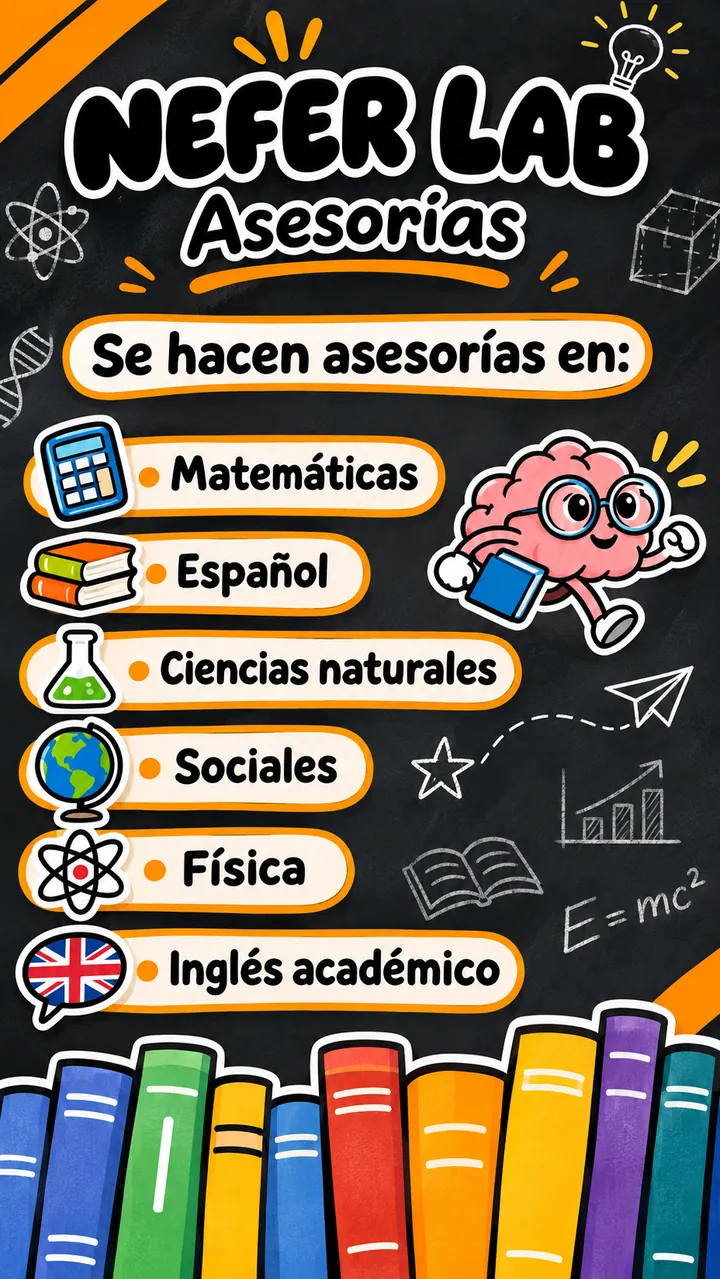 NEFER LAB
Asesorías
Se hacen asesorías en:
• Matemáticas
• Español
• Ciencias naturales
• Sociales
• Física
• Inglés académico
E=mc²